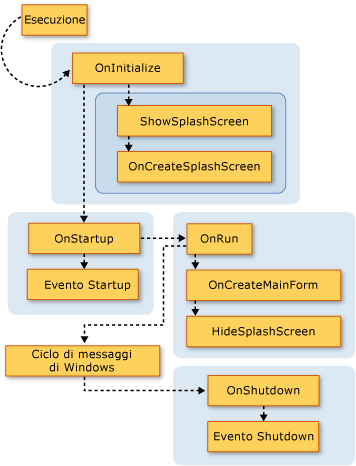 Esecuzione
OnInitialize
ShowSplashScreen
OnCreateSplashScreen
OnStartup
OnRun
Evento Startup
OnCreateMainForm
HideSplashScreen
Ciclo di messaggi
di Windows
OnShutdown
Evento Shutdown